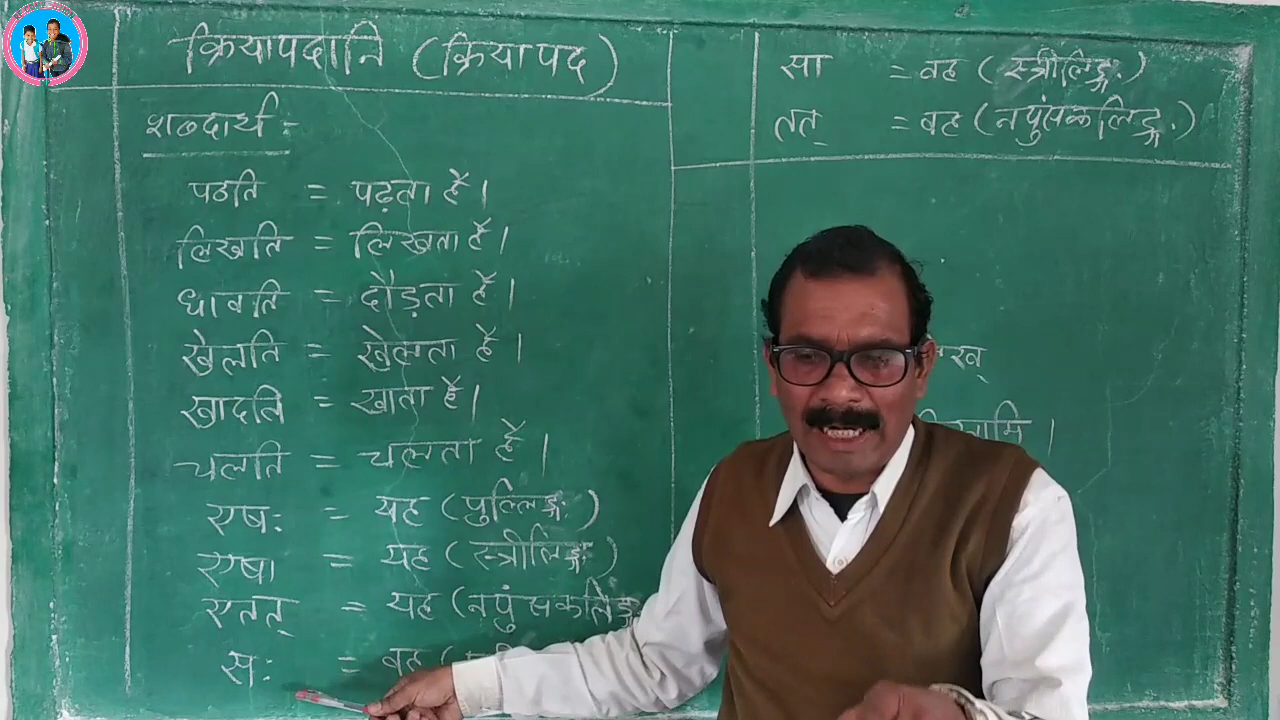 क्रियापदानि (क्रियापद)
शब्दार्थ :-
पठति = पढ़ता है।
लिखति = लिखता है।
धावति = दौड़ता है।
खेलति = खेलता है।
खादति = खाता है।
चलति = चलता है।
एषः = यह (पुल्लिङ्ग)
एषा = यह (स्त्रीलिङ्ग)
एतत् = यह (नपुंसकलिङ्ग
सः = वह (
सा = वह (स्त्रीलिङ्ग)
तत् = वह (नपुंसकलिङ्ग)